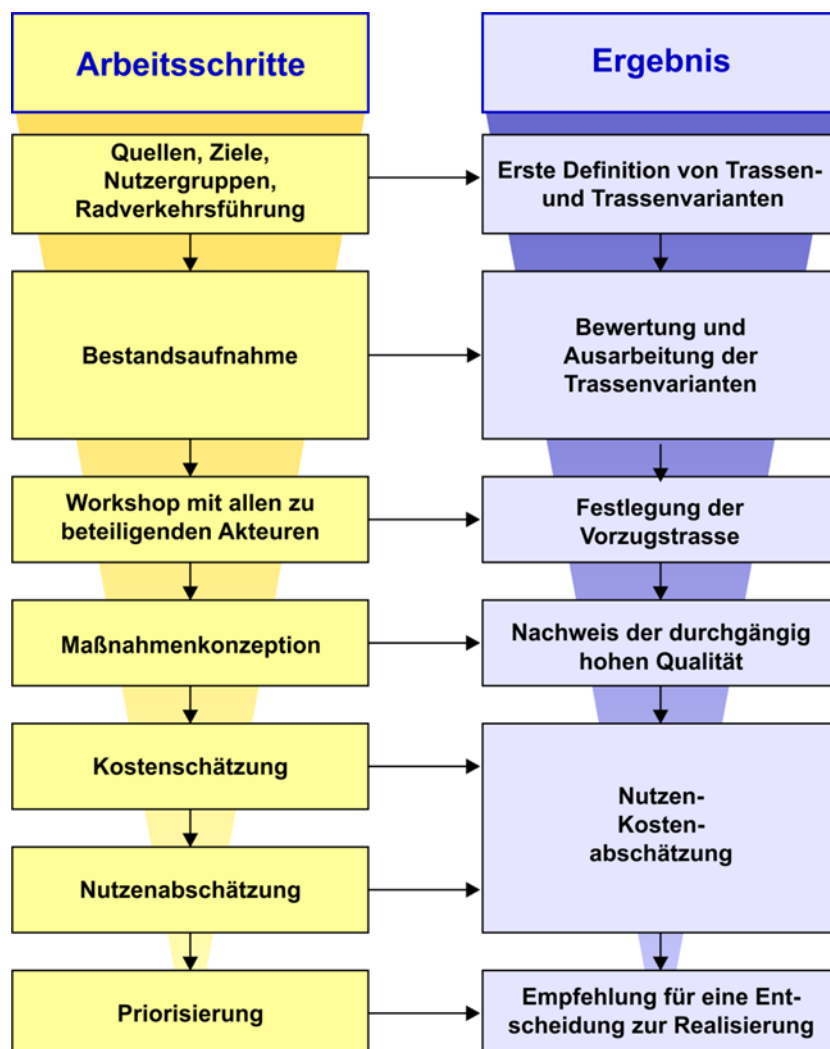 Arbeitsschritte
Ergebnis
Quellen, Ziele,
Nutzergruppen,
Radverkehrsführung
Erste Definition von Trassen-
und Trassenvarianten
Bestandsaufnahme
Bewertung und
Ausarbeitung der
Trassenvarianten
Workshop mit allen zu
beteiligenden Akteuren
Festlegung der
Vorzugstrasse
Maßnahmenkonzeption
Nachweis der durchgängig
hohen Qualität
Kostenschätzung
Nutzen-
Kosten-
abschätzung
Nutzenabschätzung
Priorisierung
Empfehlung für eine Ent-
scheidung zur Realisierung